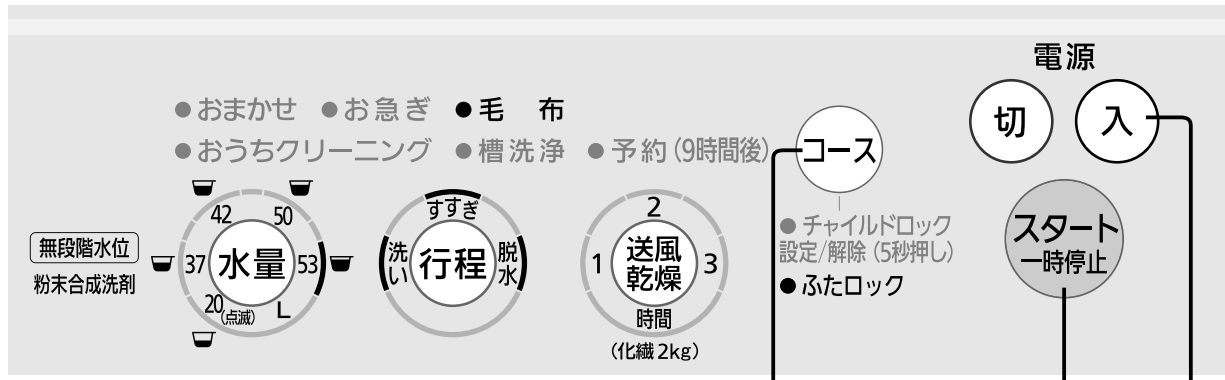 電源
切 入
●おまかせ ●お急ぎ ●毛 布
●おうちクリーニング ●槽洗浄 ●予約(9時間後)
コース
●チャイルドロック
設定/解除(5秒押し)
●ふたロック
スタート
一時停止
無段階水位
粉末合成洗剤
42 50
37 水量 53
20(点滅) L
すすぎ
洗い 行程 脱水
2
1 送風乾燥 3
時間
(化繊2kg)